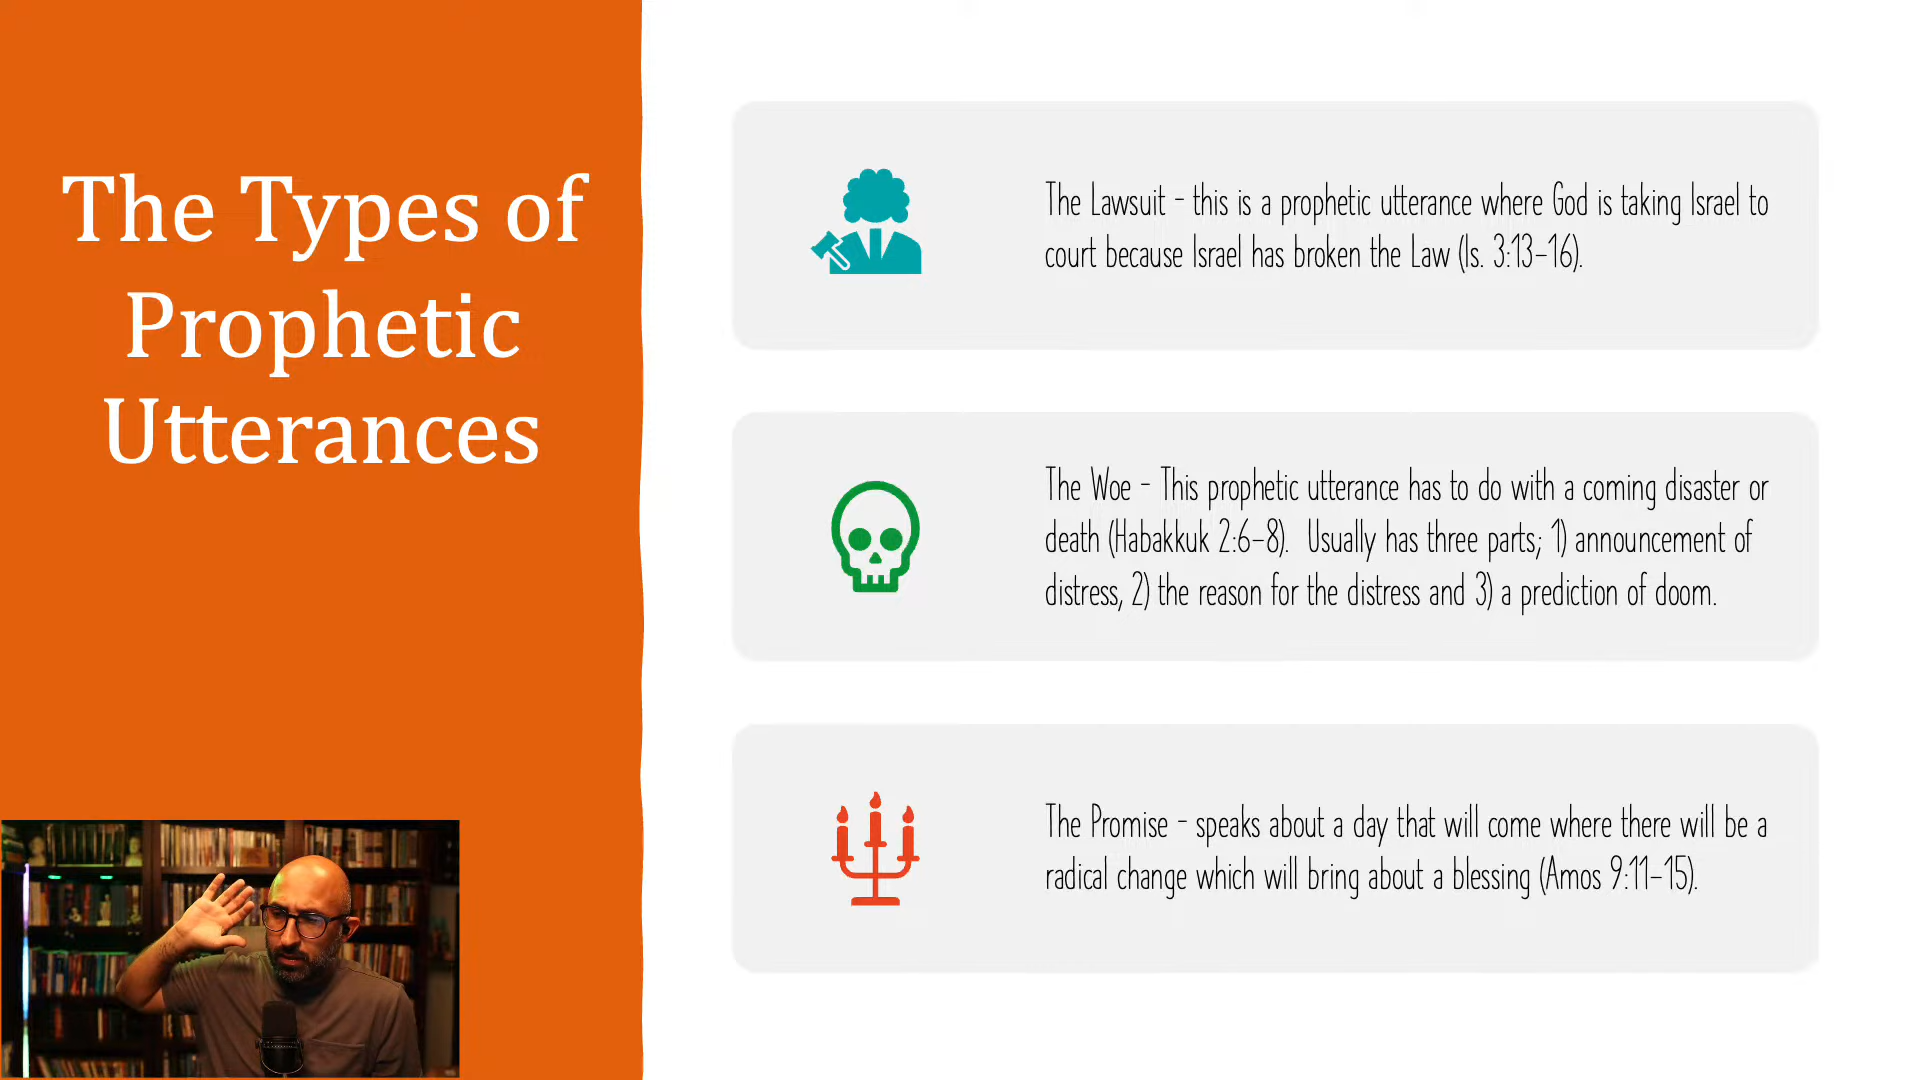 The Types of
Prophetic
Utterances
The Lawsuit - this is a prophetic utterance where God is taking Israel to
court because Israel has broken the Law (Is. 3:13-16).
The Woe - This prophetic utterance has to do with a coming disaster or
death (Habakkuk 2:6-8).  Usually has three parts; 1) announcement of
distress, 2) the reason for the distress and 3) a prediction of doom.
The Promise - speaks about a day that will come where there will be a
radical change which will bring about a blessing (Amos 9:11-15).